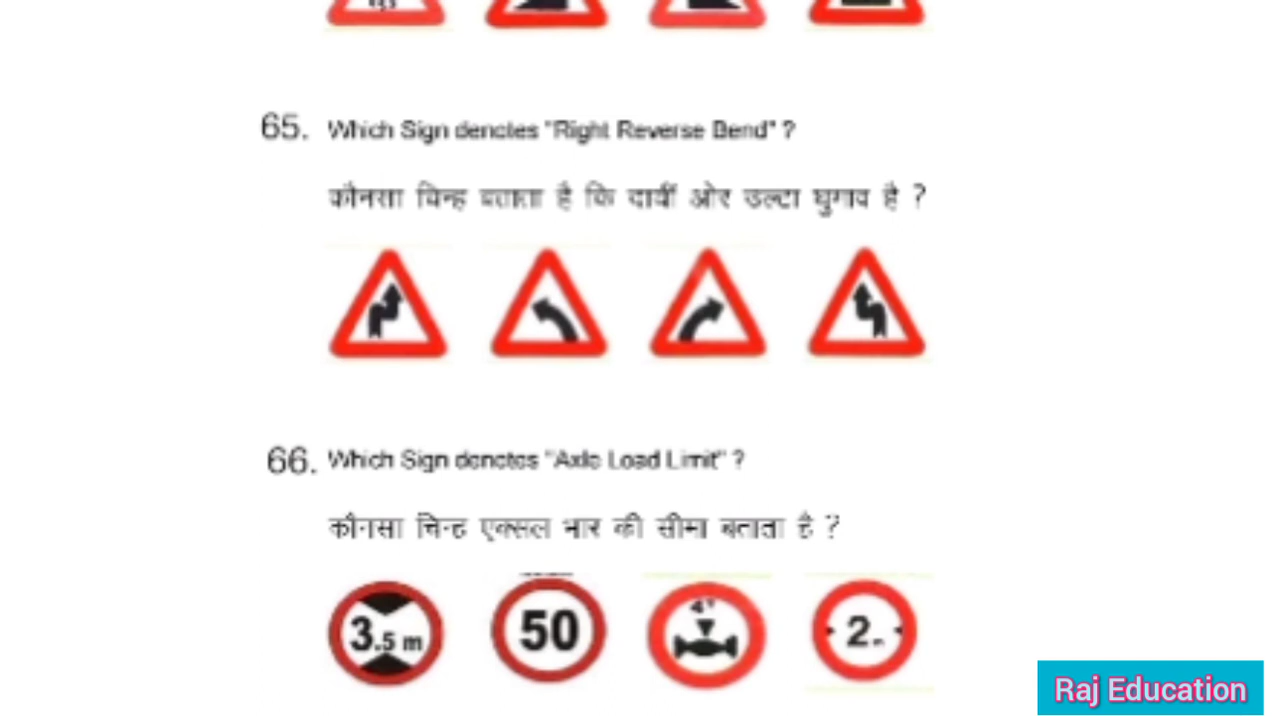 65. Which Sign denotes "Right Reverse Bend" ?
कौनसा चिन्ह बताता है कि दायीं ओर उल्टा घुमाव है ?
66. Which Sign denotes "Axle Load Limit" ?
कौनसा चिन्ह एक्सल भार की सीमा बताता है ?
3.5 m 50 2
Raj Education